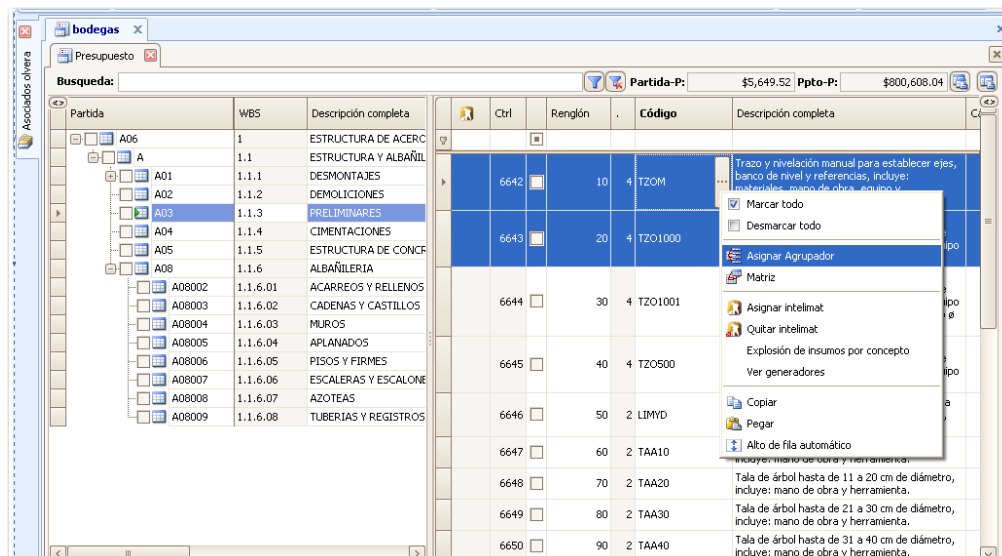 Asociados olvera
bodegas
Presupuesto
Busqueda: Partida-P: $5,649.52 Ppto-P: $800,608.04
Partida WBS Descripción completa
A06 1 ESTRUCTURA DE ACERC
A 1.1 ESTRUCTURA Y ALBAÑIL
A01 1.1.1 DESMONTAJES
A02 1.1.2 DEMOLICIONES
A03 1.1.3 PRELIMINARES
A04 1.1.4 CIMENTACIONES
A05 1.1.5 ESTRUCTURA DE CONCR
A08 1.1.6 ALBAÑILERIA
A08002 1.1.6.01 ACARREOS Y RELLENOS
A08003 1.1.6.02 CADENAS Y CASTILLOS
A08004 1.1.6.03 MUROS
A08005 1.1.6.04 APLANADOS
A08006 1.1.6.05 PISOS Y FIRMES
A08007 1.1.6.06 ESCALERAS Y ESCALONE
A08008 1.1.6.07 AZOTEAS
A08009 1.1.6.08 TUBERIAS Y REGISTROS
Ctrl Renglón . Código Descripción completa
6642 10 4 TZOM ...
Trazo y nivelación manual para establecer ejes,
banco de nivel y referencias, incluye:
materiales, mano de obra, equipo y
6643 20 4 TZO1000
6644 30 4 TZO1001
6645 40 4 TZO500
6646 50 2 LIMYD
6647 60 2 TAA10
incluye: mano de obra y herramienta.
6648 70 2 TAA20
Tala de árbol hasta de 11 a 20 cm de diámetro,
incluye: mano de obra y herramienta.
6649 80 2 TAA30
Tala de árbol hasta de 21 a 30 cm de diámetro,
incluye: mano de obra y herramienta.
6650 90 2 TAA40
Tala de árbol hasta de 31 a 40 cm de diámetro,
incluye: mano de obra y herramienta.
Marcar todo
Desmarcar todo
Asignar Agrupador
Matriz
Asignar intelimat
Quitar intelimat
Explosión de insumos por concepto
Ver generadores
Copiar
Pegar
Alto de fila automático